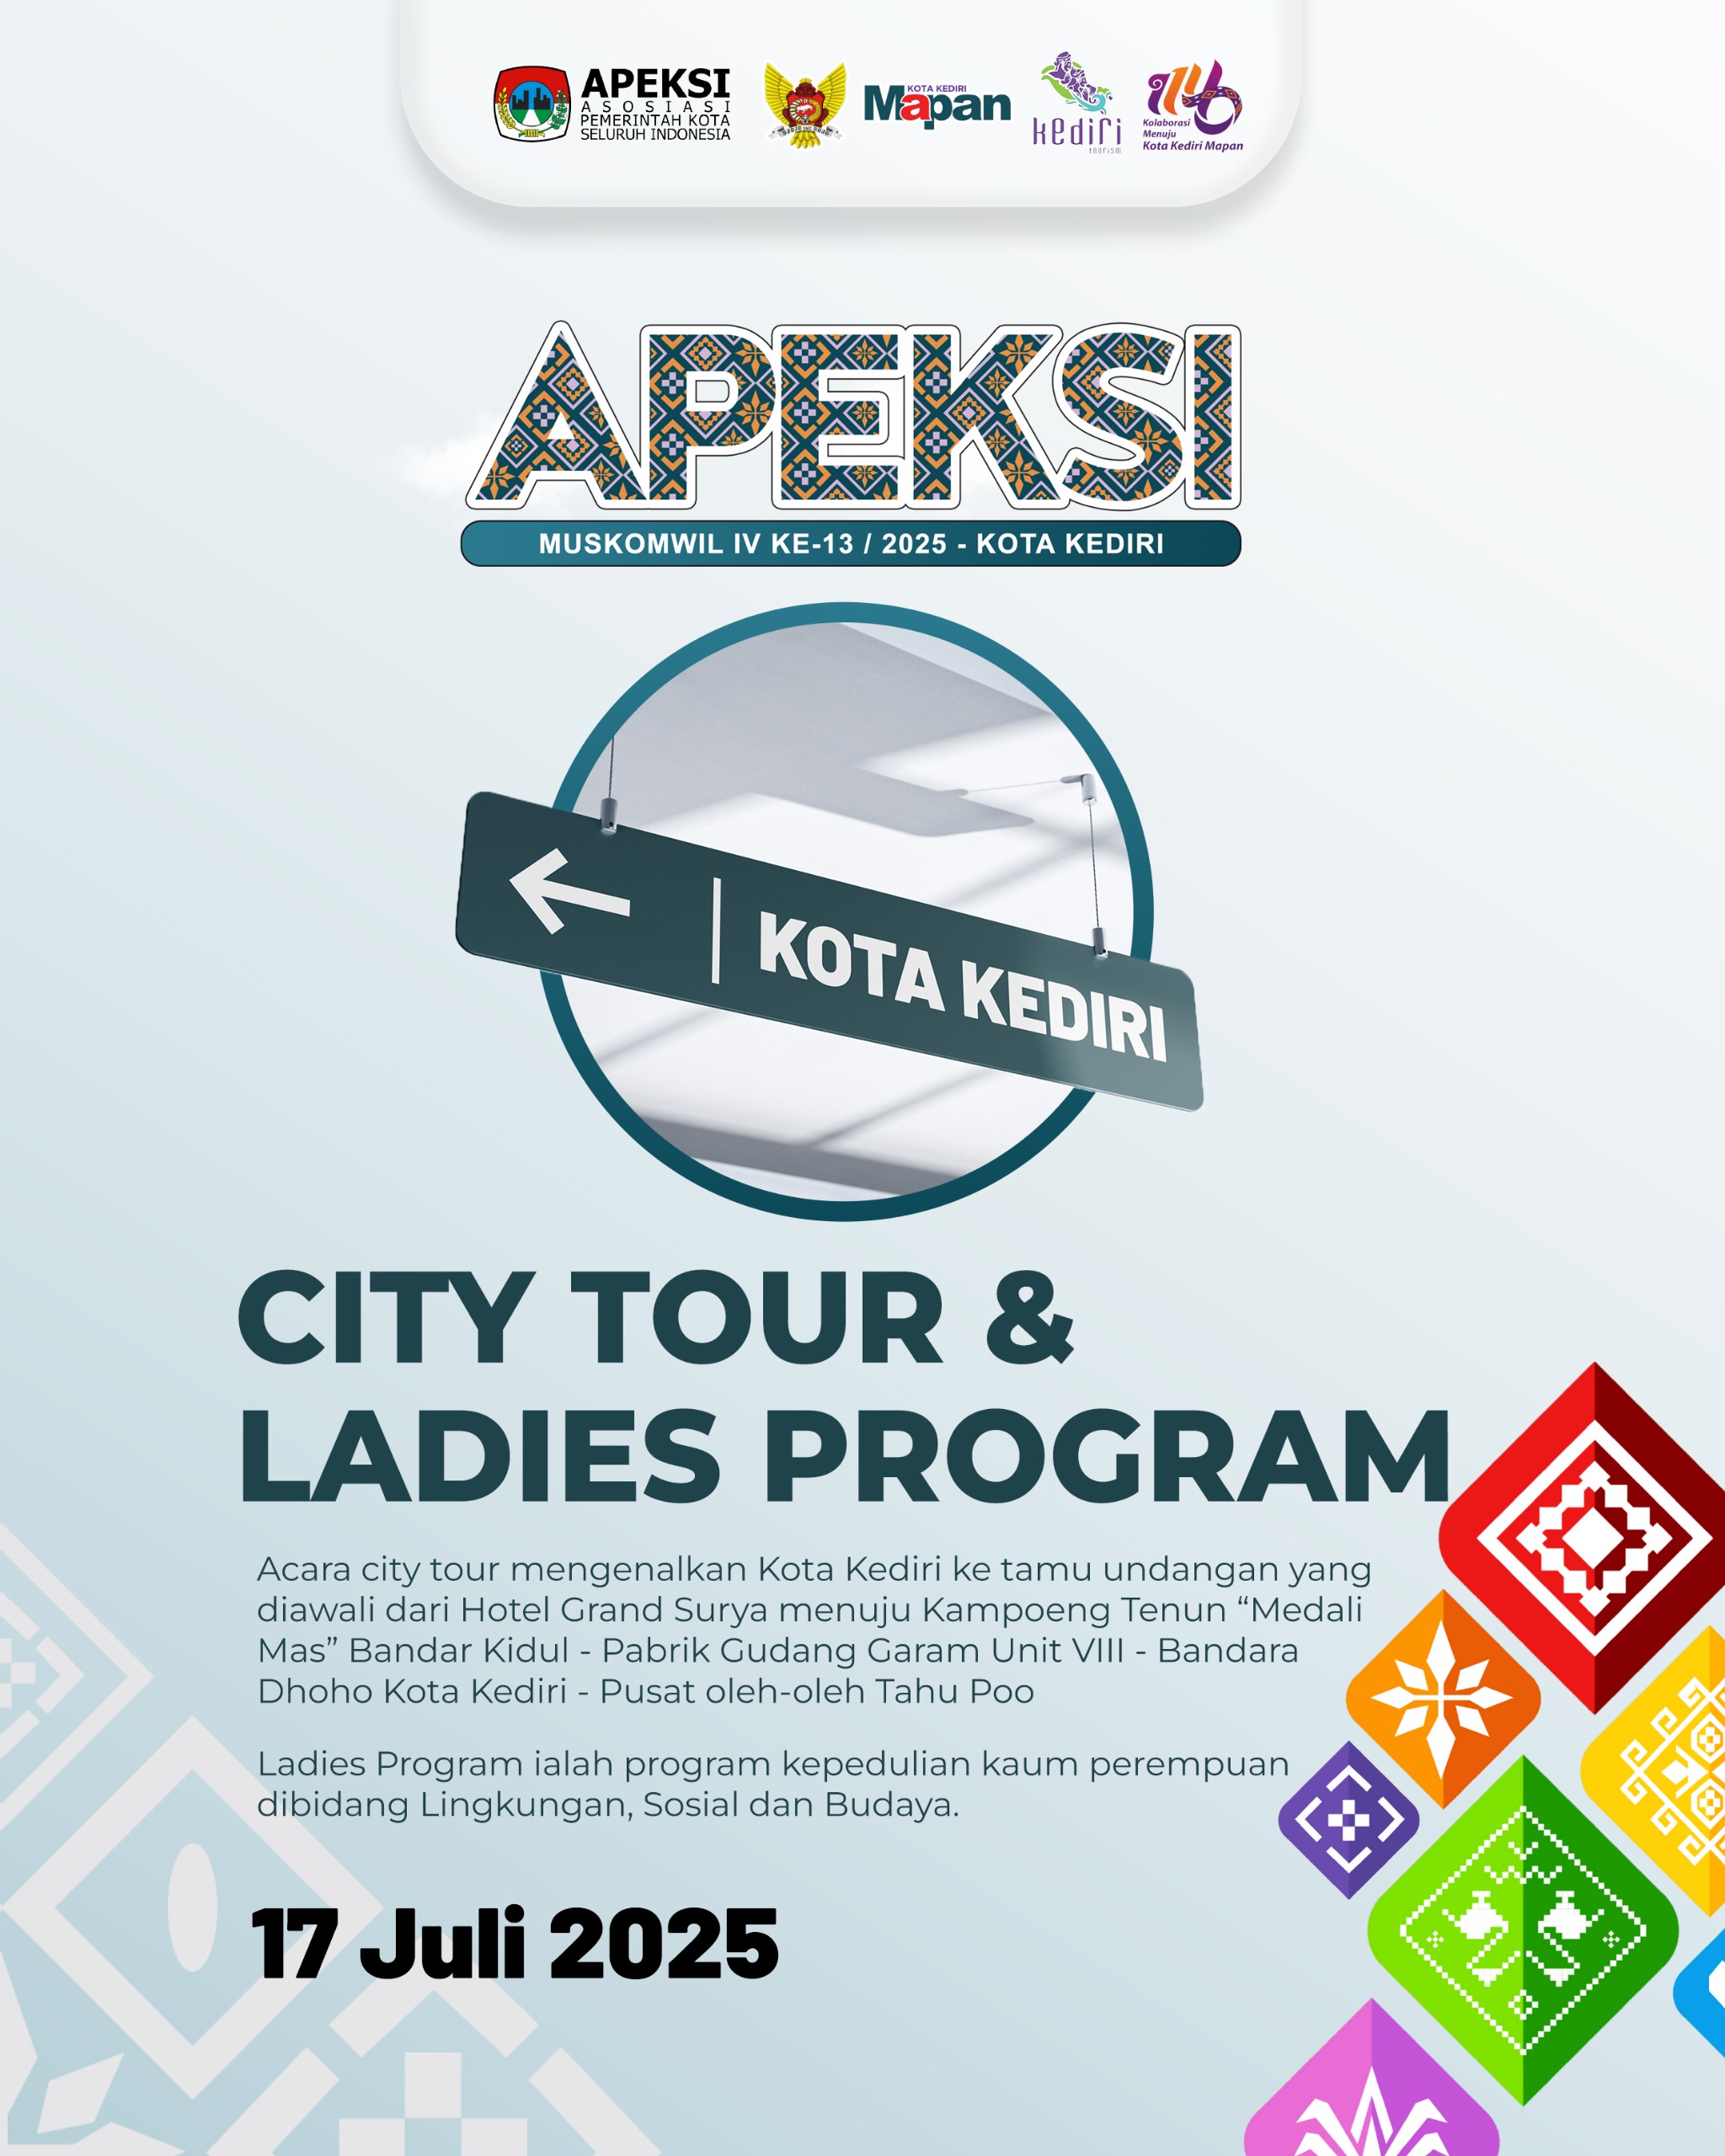 APEKSI
ASOSIASI
PEMERINTAH KOTA
SELURUH INDONESIA
KOTA KEDIRI
Mapan
kediri
tourism
1146
Kolaborasi
Menuju
Kota Kediri Mapan
APEKSI
MUSKOMWIL IV KE-13 / 2025 - KOTA KEDIRI
KOTA KEDIRI
CITY TOUR &
LADIES PROGRAM
Acara city tour mengenalkan Kota Kediri ke tamu undangan yang
diawali dari Hotel Grand Surya menuju Kampoeng Tenun “Medali
Mas” Bandar Kidul - Pabrik Gudang Garam Unit VIII - Bandara
Dhoho Kota Kediri - Pusat oleh-oleh Tahu Poo
Ladies Program ialah program kepedulian kaum perempuan
dibidang Lingkungan, Sosial dan Budaya.
17 Juli 2025